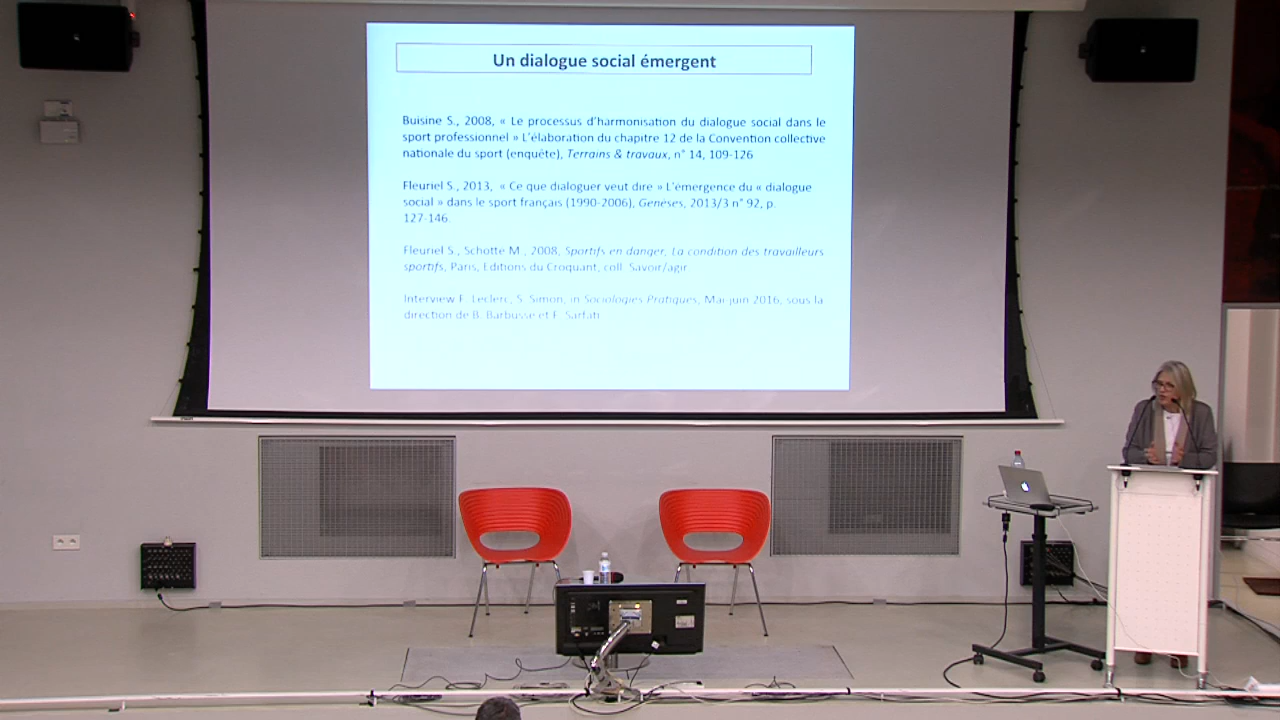 Un dialogue social émergent
Buisine S., 2008, « Le processus d'harmonisation du dialogue social dans le
sport professionnel » L'élaboration du chapitre 12 de la Convention collective
nationale du sport (enquête), Terrains & travaux, n° 14, 109-126
Fleuriel S., 2013, « Ce que dialoguer veut dire » L'émergence du « dialogue
social » dans le sport français (1990-2006), Genèses, 2013/3 n° 92, p.
127-146.
Fleuriel S., Schotte M., 2008, Sportifs en danger, La condition des travailleurs
sportifs, Paris, Editions du Croquant, coll. Savoir/agir
Interview F. Leclerc, S. Simon, in Sociologies Pratiques, Mai-juin 2016, sous la
direction de B. Barbusse et F. Sarfati